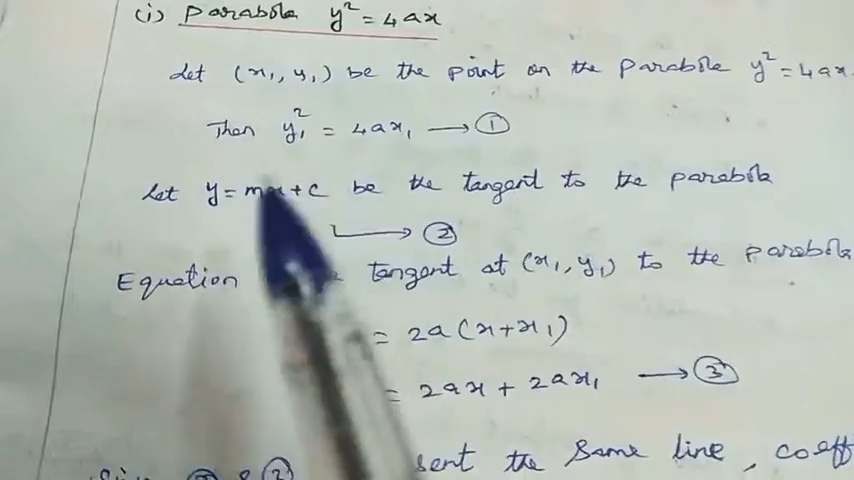 (i) Parabola y² = 4ax
Let (x₁, y₁) be the point on the parabola y² = 4ax.
Then y₁² = 4ax₁ ⟶ ①
Let y = mx + c be the tangent to the parabola
⟶ ②
Equation tangent at (x₁, y₁) to the parabola
= 2a(x + x₁)
= 2ax + 2ax₁ ⟶ ③
② the same line, coeff